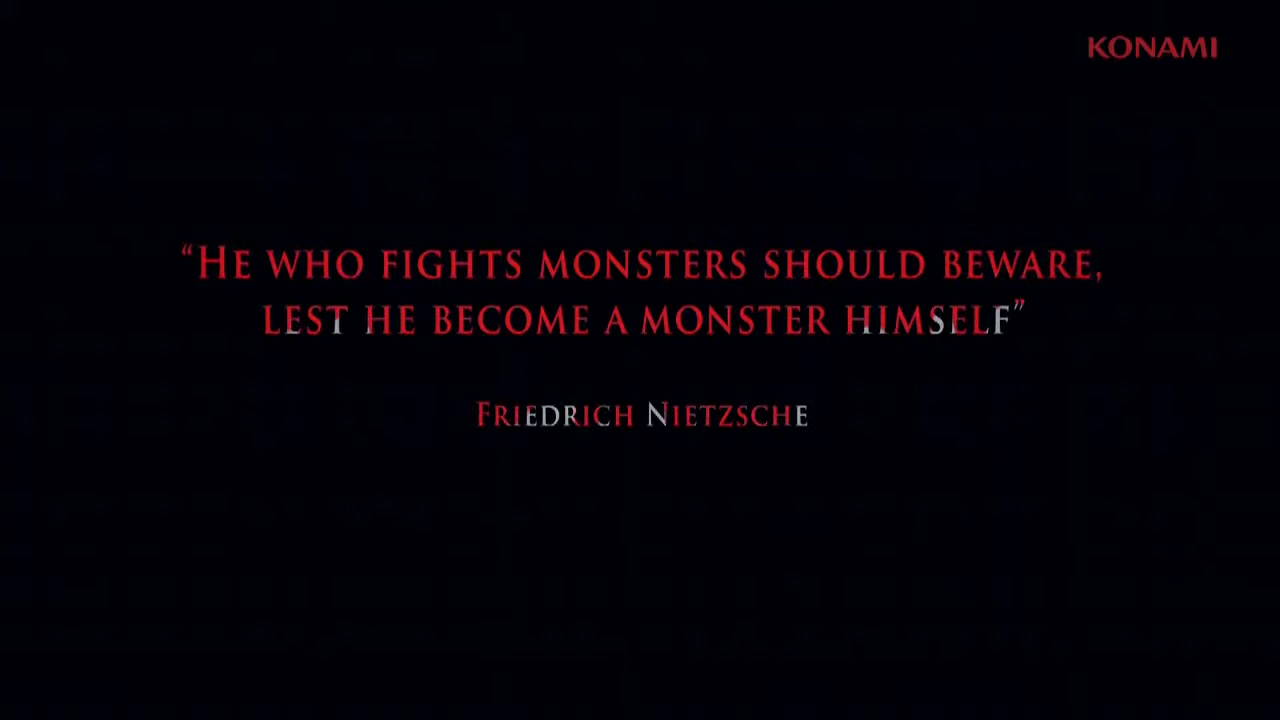 KONAMI
“HE WHO FIGHTS MONSTERS SHOULD BEWARE,
LEST HE BECOME A MONSTER HIMSELF”
FRIEDRICH NIETZSCHE